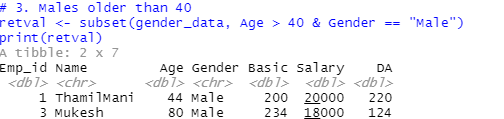 # 3. Males older than 40
retval <- subset(gender_data, Age > 40 & Gender == "Male")
print(retval)
A tibble: 2 x 7
Emp_id Name Age Gender Basic Salary DA
<dbl> <chr> <dbl> <chr> <dbl> <dbl> <dbl>
1 ThamilMani 44 Male 200 20000 220
3 Mukesh 80 Male 234 18000 124